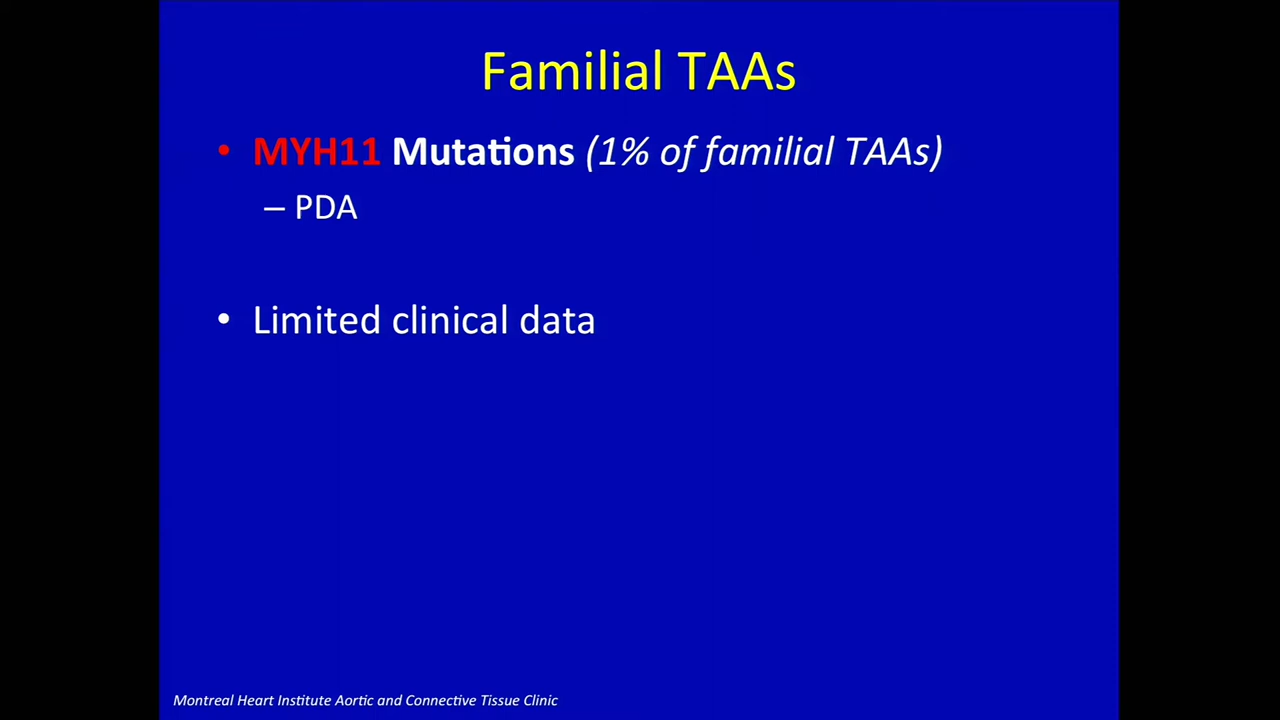 Familial TAAs
• MYH11 Mutations (1% of familial TAAs)
– PDA
• Limited clinical data
Montreal Heart Institute Aortic and Connective Tissue Clinic